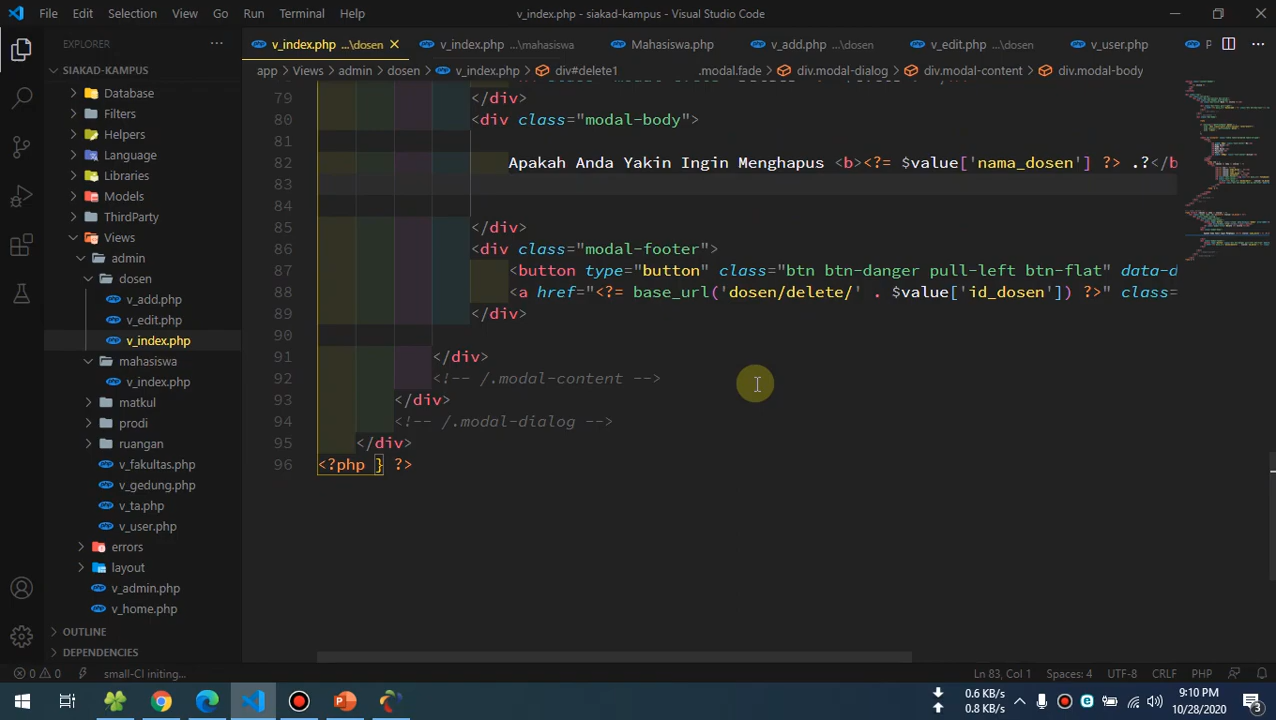 File Edit Selection View Go Run Terminal Help
v_index.php - siakad-kampus - Visual Studio Code
EXPLORER
SIAKAD-KAMPUS
Database
Filters
Helpers
Language
Libraries
Models
ThirdParty
Views
admin
dosen
v_add.php
v_edit.php
v_index.php
mahasiswa
v_index.php
matkul
prodi
ruangan
v_fakultas.php
v_gedung.php
v_ta.php
v_user.php
errors
layout
v_admin.php
v_home.php
OUTLINE
DEPENDENCIES
v_index.php ...\dosen v_index.php ...\mahasiswa Mahasiswa.php v_add.php ...\dosen v_edit.php ...\dosen v_user.php P
app > Views > admin > dosen > v_index.php > div#delete1 .modal.fade > div.modal-dialog > div.modal-content > div.modal-body
79 </div>
80 <div class="modal-body">
81
82 Apakah Anda Yakin Ingin Menghapus <b><?= $value['nama_dosen'] ?> .?</b
83
84
85 </div>
86 <div class="modal-footer">
87 <button type="button" class="btn btn-danger pull-left btn-flat" data-d
88 <a href="<?= base_url('dosen/delete/' . $value['id_dosen']) ?>" class=
89 </div>
90
91 </div>
92 <!-- /.modal-content -->
93 </div>
94 <!-- /.modal-dialog -->
95 </div>
96 <?php } ?>
0 0 small-CI initing... Ln 83, Col 1 Spaces: 4 UTF-8 CRLF PHP
0.6 KB/s
0.8 KB/s
9:10 PM
10/28/2020
3